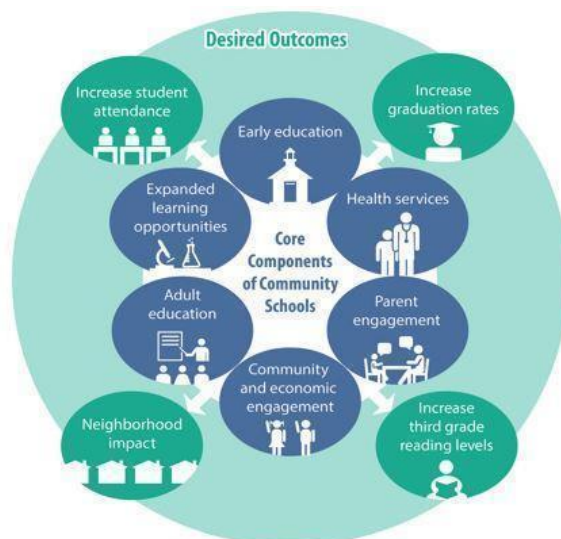 Desired Outcomes
Increase student
attendance
Increase
graduation rates
Early education
Expanded
learning
opportunities
Health services
Core
Components
of Community
Schools
Adult
education
Parent
engagement
Community
and economic
engagement
Neighborhood
impact
Increase
third grade
reading levels